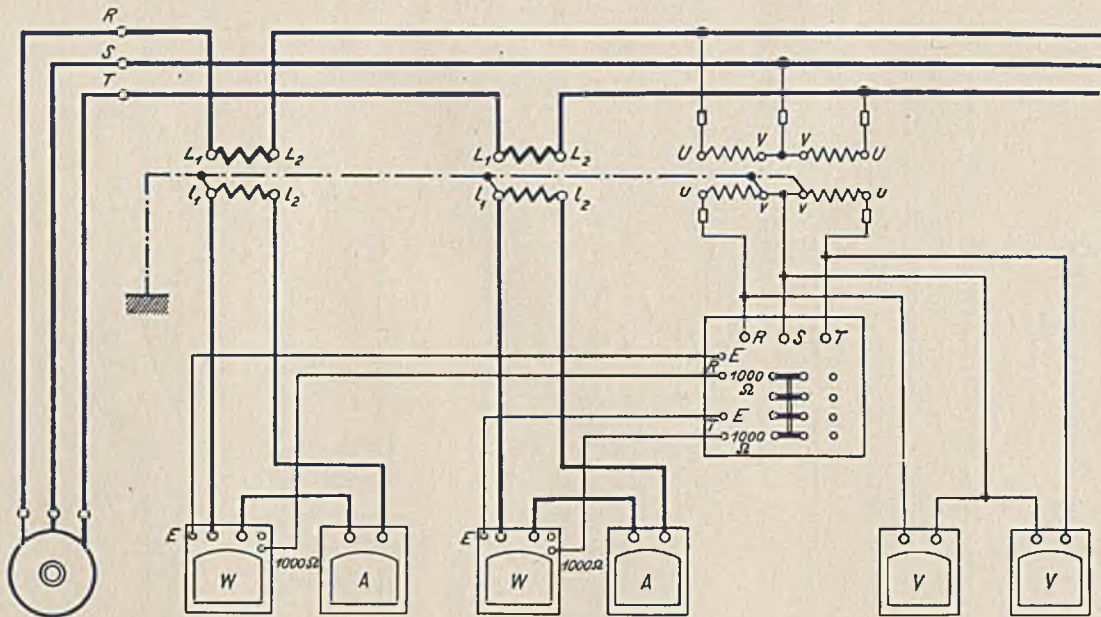 R
S
T
L1 L2 L1 L2 U V V U
l1 l2 l1 l2 U V V U
R S T
E
R 1000 Ω
T E
1000 Ω
E 1000Ω E 1000Ω
W A W A V V